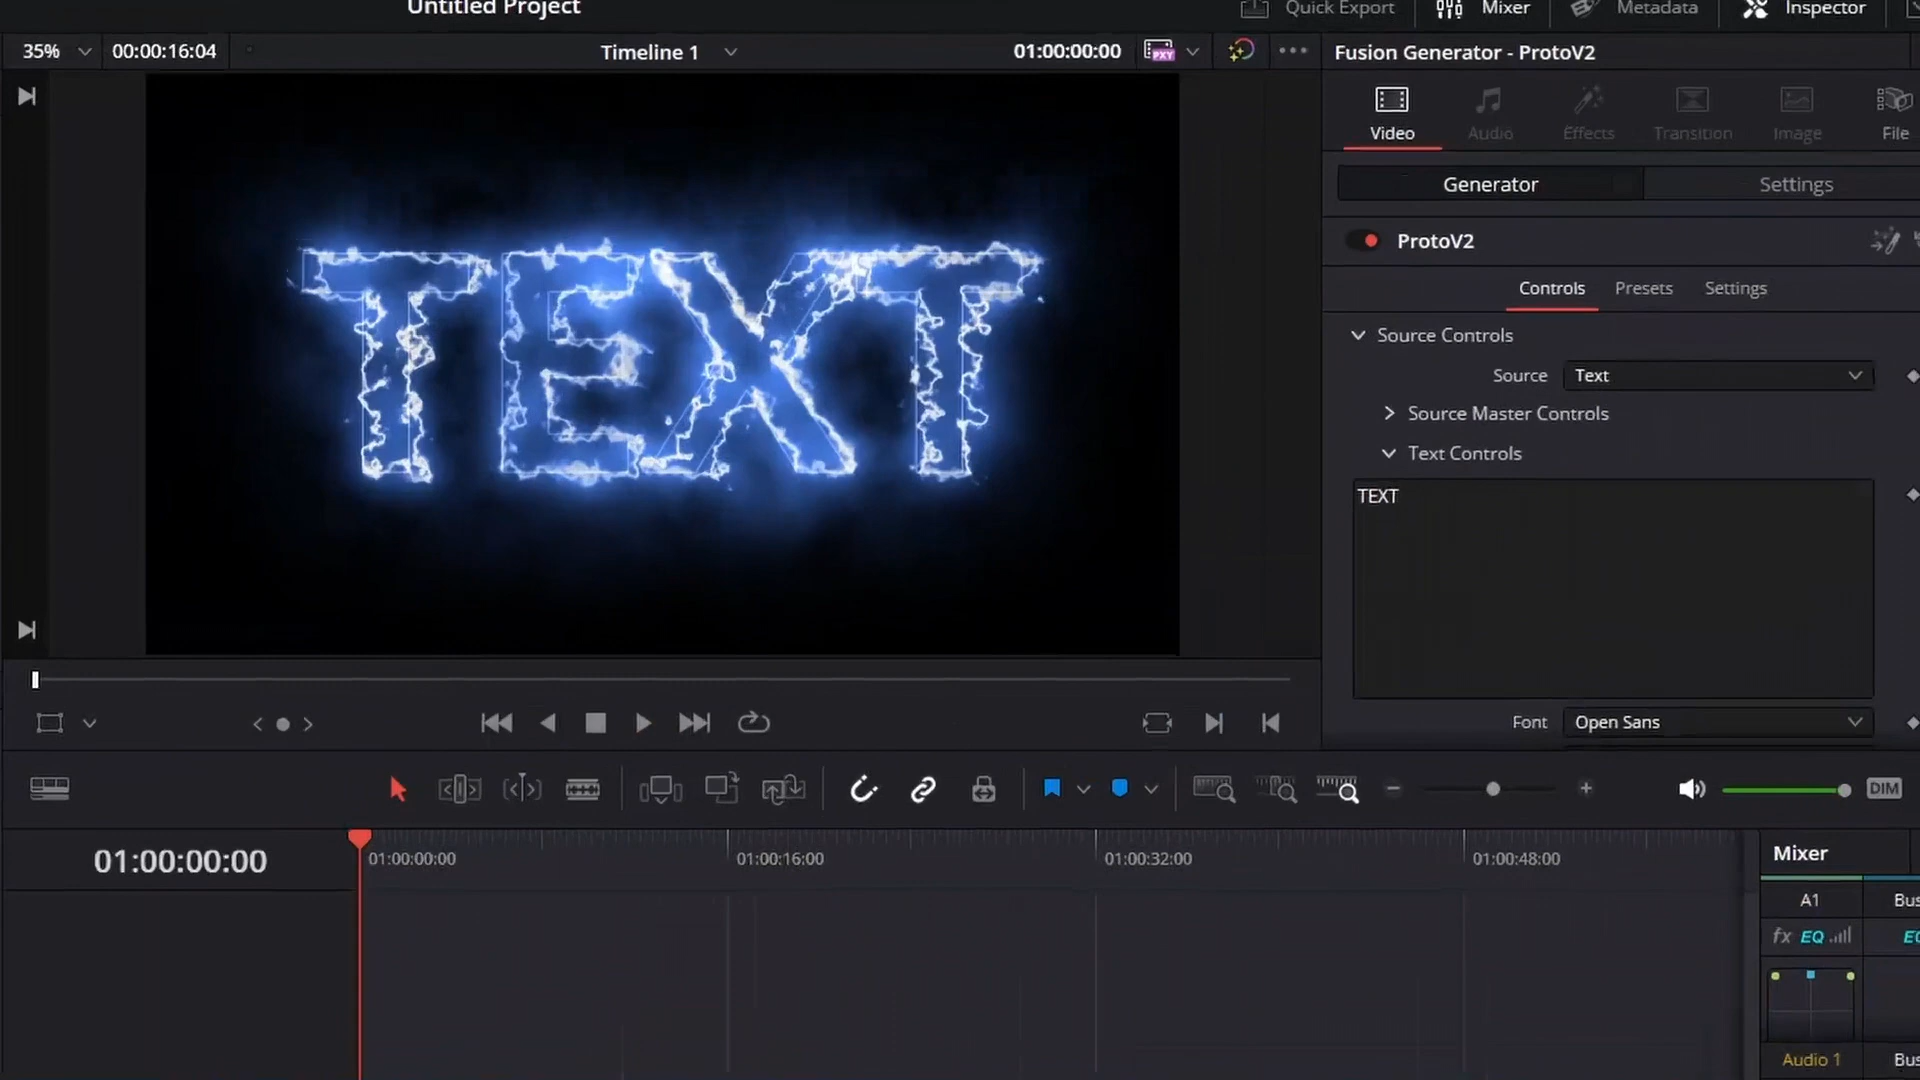 Untitled Project
Quick Export
Mixer
Metadata
Inspector
35%
00:00:16:04
Timeline 1
01:00:00:00
PXY
Fusion Generator - ProtoV2
Video
Audio
Effects
Transition
Image
File
Generator
Settings
ProtoV2
Controls
Presets
Settings
Source Controls
Source
Text
Source Master Controls
Text Controls
TEXT
TEXT
Font
Open Sans
DIM
01:00:00:00
01:00:00:00
01:00:16:00
01:00:32:00
01:00:48:00
Mixer
A1
Bus
fx EQ
EQ
Audio 1
Bus